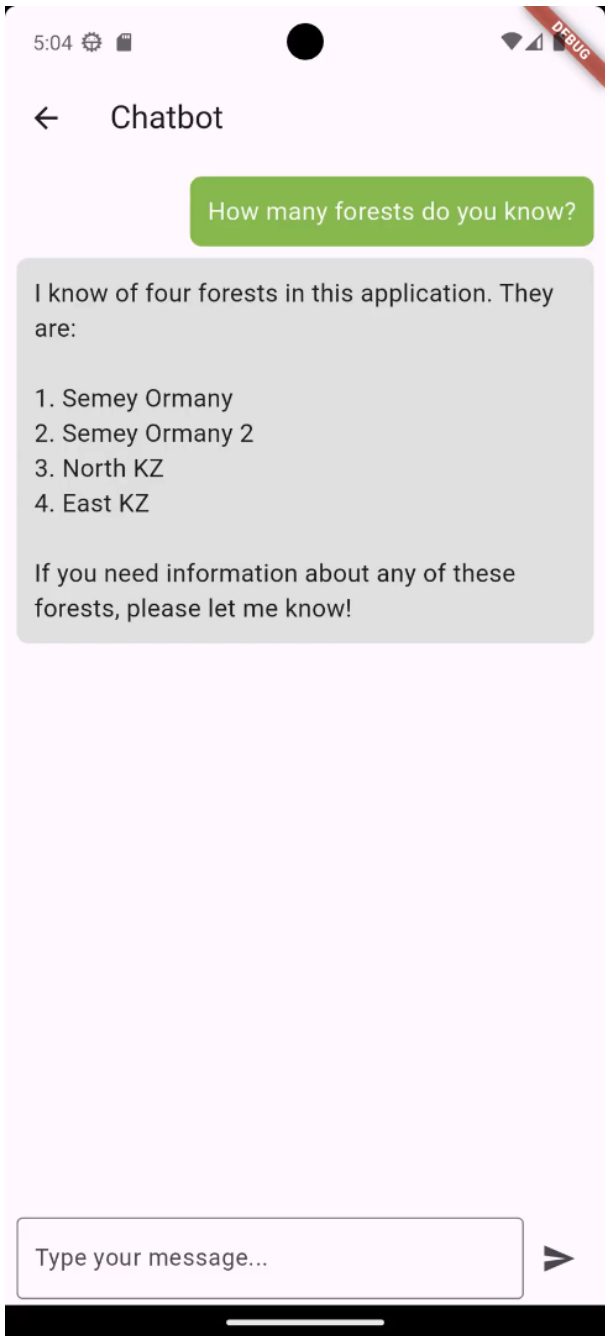 5:04
DEBUG
Chatbot
How many forests do you know?
I know of four forests in this application. They
are:
1. Semey Ormany
2. Semey Ormany 2
3. North KZ
4. East KZ
If you need information about any of these
forests, please let me know!
Type your message...